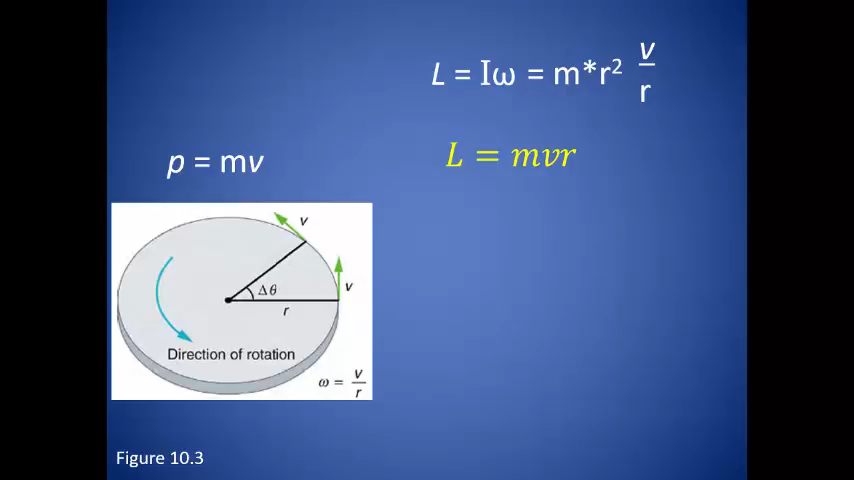 L = Iω = m*r² v/r
p = mv
L = mvr
v
v
Δθ
r
Direction of rotation
ω = v/r
Figure 10.3